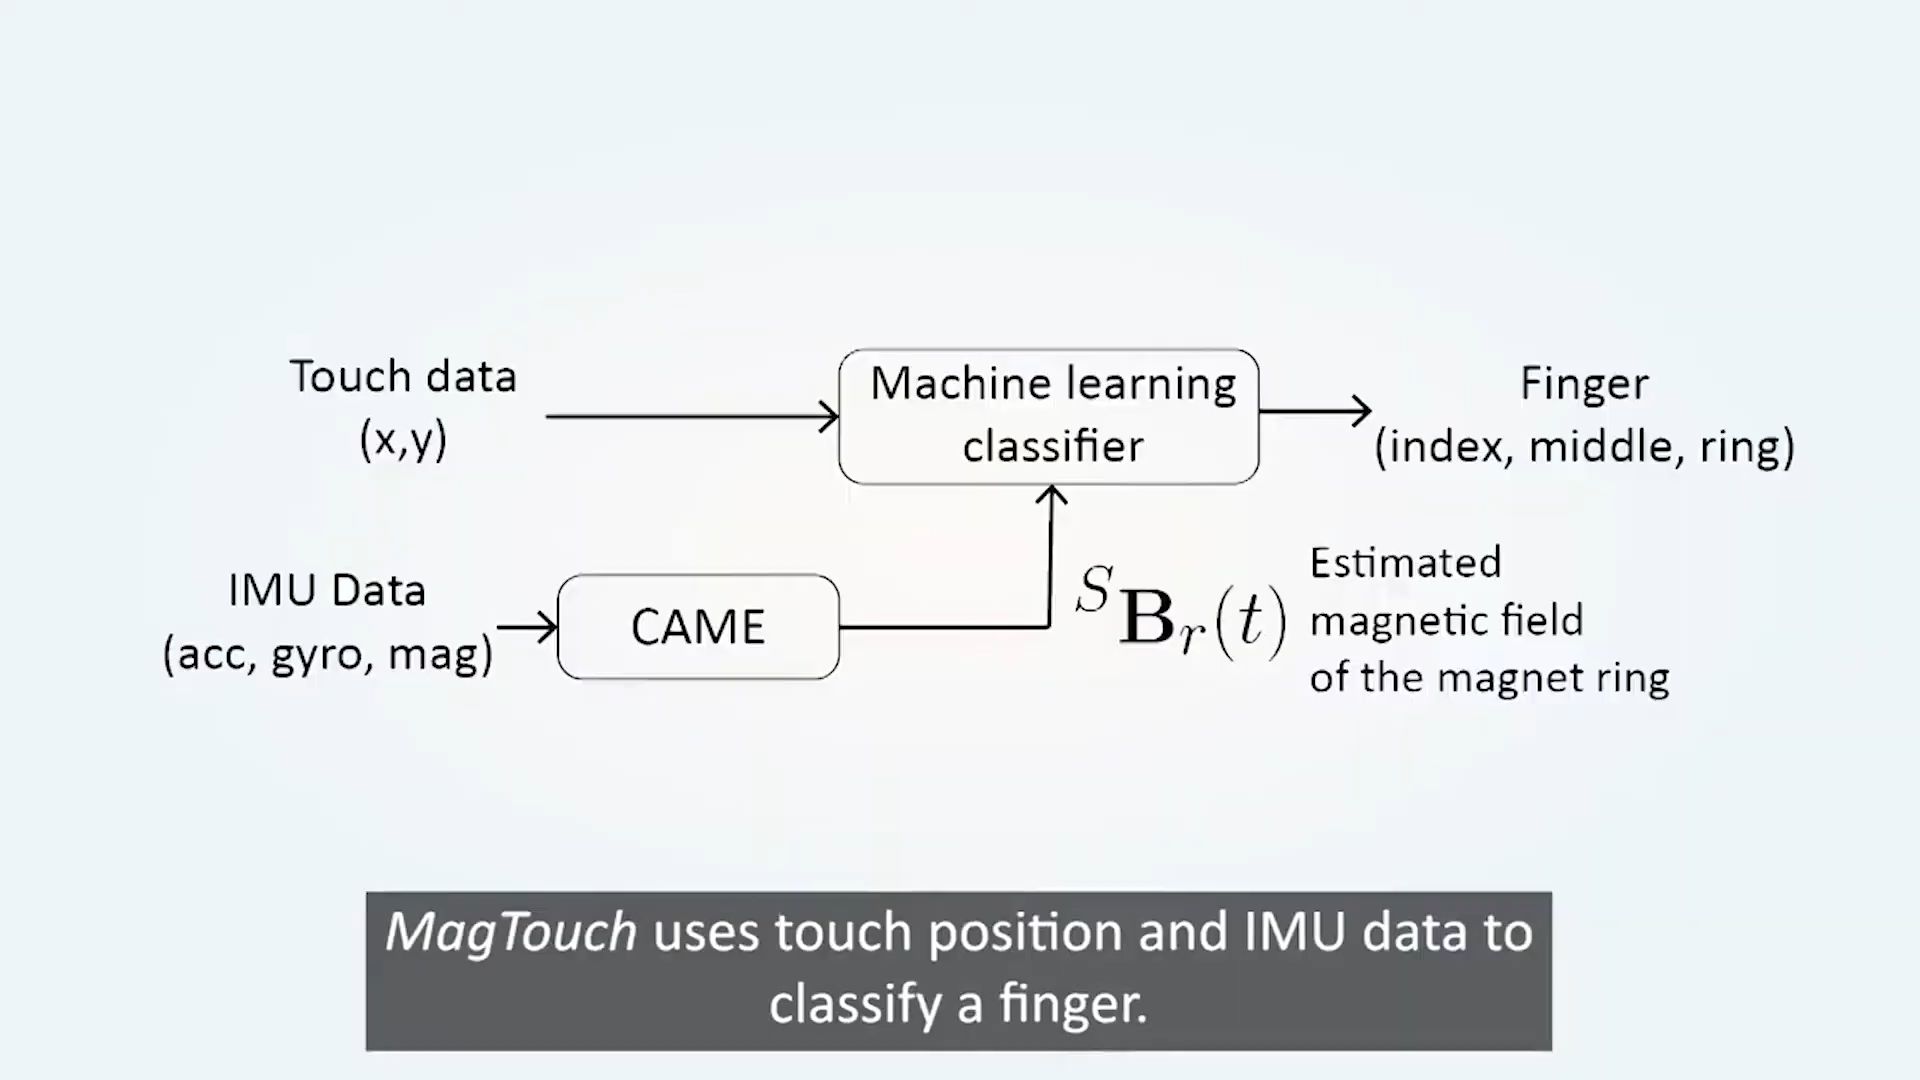 Touch data
(x,y)
Machine learning
classifier
Finger
(index, middle, ring)
IMU Data
(acc, gyro, mag)
CAME
^S𝐁_r(t)
Estimated
magnetic field
of the magnet ring
MagTouch uses touch position and IMU data to
classify a finger.